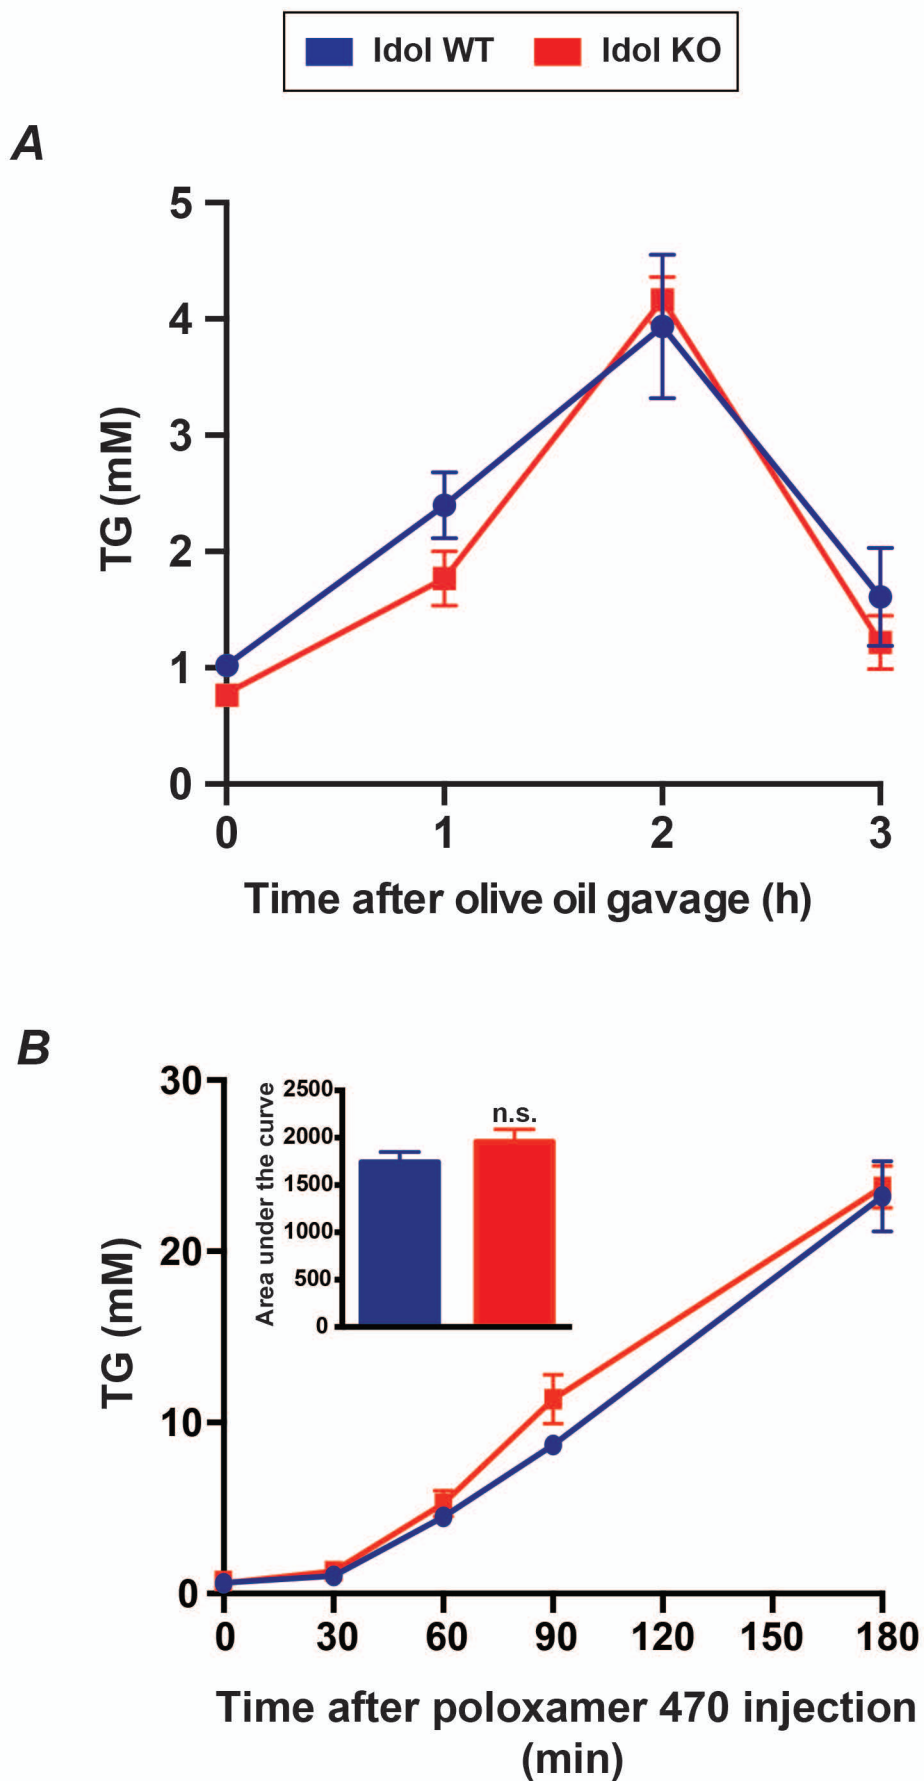 Idol WT Idol KO
A
5
4
3
2
1
0
TG (mM)
0 1 2 3
Time after olive oil gavage (h)
B
30
20
10
0
TG (mM)
2500
2000
1500
1000
500
0
Area under the curve
n.s.
0 30 60 90 120 150 180
Time after poloxamer 470 injection
(min)